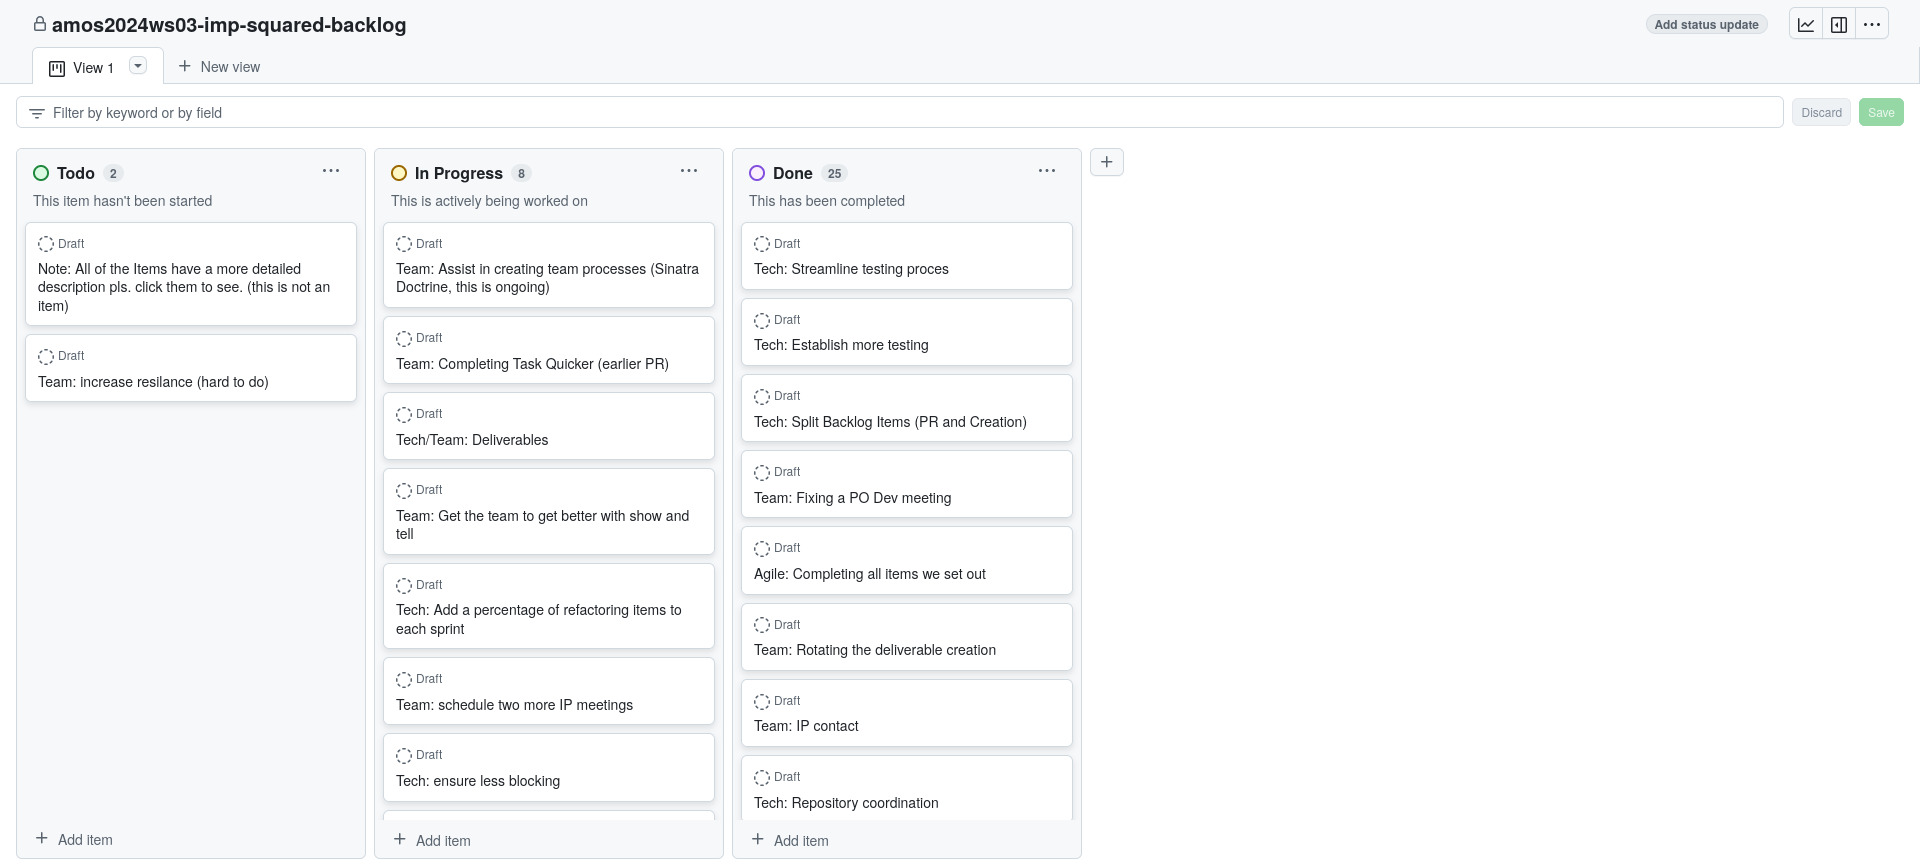 amos2024ws03-imp-squared-backlog
Add status update
View 1
New view
Filter by keyword or by field
Discard
Save
Todo 2
This item hasn't been started
Draft
Note: All of the Items have a more detailed
description pls. click them to see. (this is not an
item)
Draft
Team: increase resilance (hard to do)
Add item
In Progress 8
This is actively being worked on
Draft
Team: Assist in creating team processes (Sinatra
Doctrine, this is ongoing)
Draft
Team: Completing Task Quicker (earlier PR)
Draft
Tech/Team: Deliverables
Draft
Team: Get the team to get better with show and
tell
Draft
Tech: Add a percentage of refactoring items to
each sprint
Draft
Team: schedule two more IP meetings
Draft
Tech: ensure less blocking
Add item
Done 25
This has been completed
Draft
Tech: Streamline testing proces
Draft
Tech: Establish more testing
Draft
Tech: Split Backlog Items (PR and Creation)
Draft
Team: Fixing a PO Dev meeting
Draft
Agile: Completing all items we set out
Draft
Team: Rotating the deliverable creation
Draft
Team: IP contact
Draft
Tech: Repository coordination
Add item